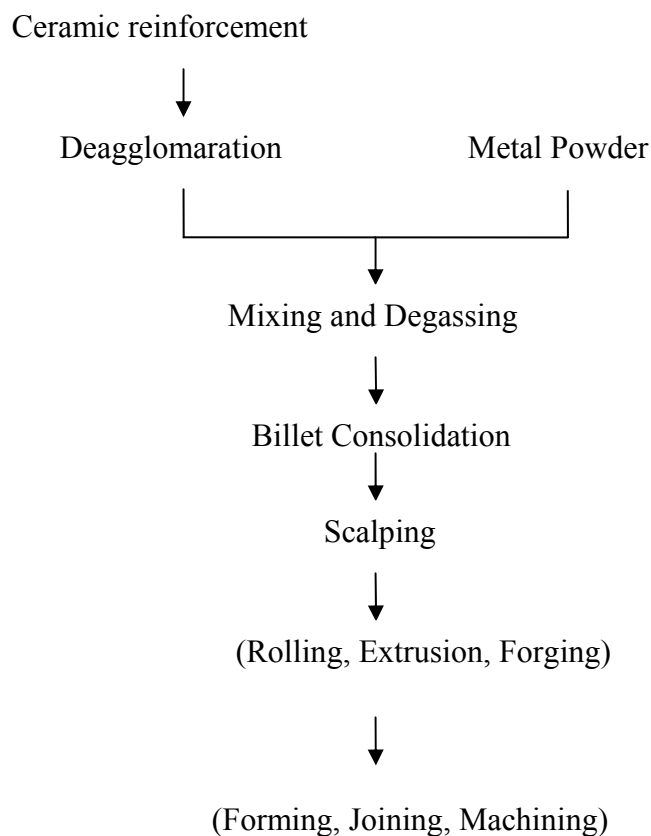 Ceramic reinforcement
Deagglomaration
Metal Powder
Mixing and Degassing
Billet Consolidation
Scalping
(Rolling, Extrusion, Forging)
(Forming, Joining, Machining)